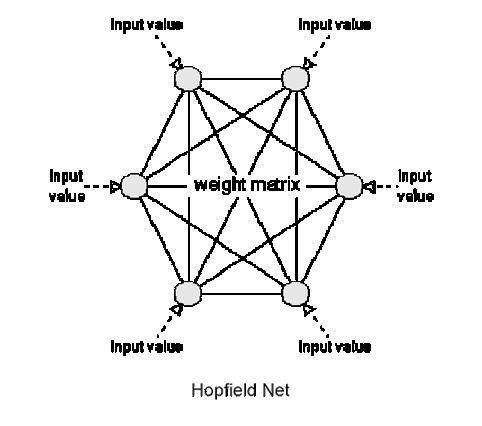 Input value
Input value
Input
value
weight matrix
Input
value
Input value
Input value
Hopfield Net